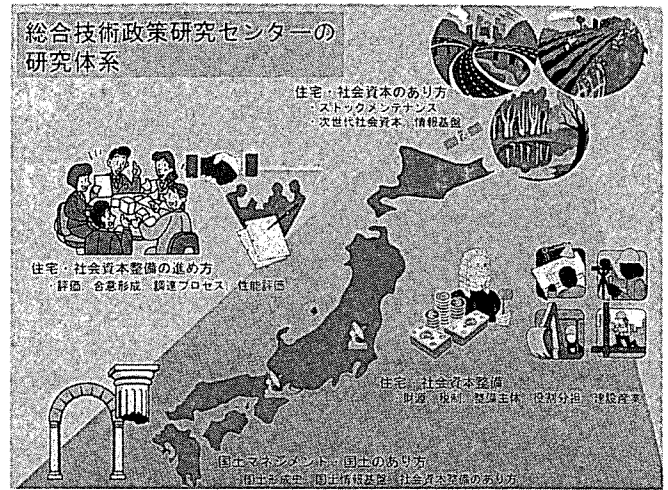 総合技術政策研究センターの
研究体系
住宅・社会資本のあり方
・ストックメンテナンス
・次世代社会資本、情報基盤
住宅・社会資本整備の進め方
・評価、合意形成、調達プロセス、性能評価
住宅、社会資本整備
・財源、税制、整備主体、役割分担、建設産業
国土マネジメント・国土のあり方
国土形成史、国土情報基盤、社会資本整備のあり方